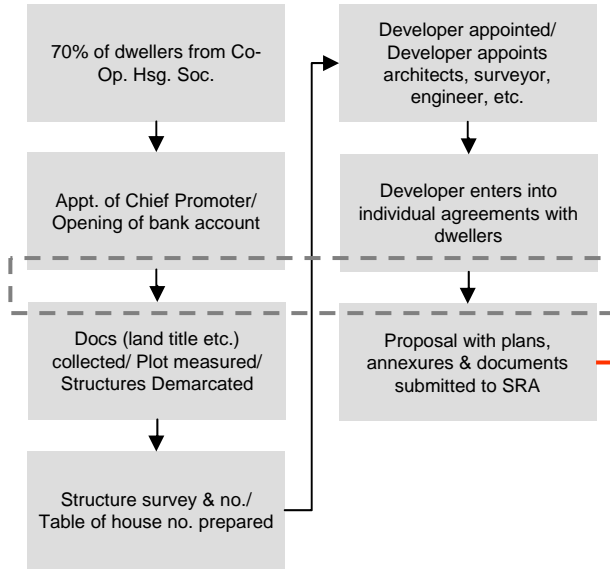 70% of dwellers from Co-
Op. Hsg. Soc.
Appt. of Chief Promoter/
Opening of bank account
Docs (land title etc.)
collected/ Plot measured/
Structures Demarcated
Structure survey & no./
Table of house no. prepared
Developer appointed/
Developer appoints
architects, surveyor,
engineer, etc.
Developer enters into
individual agreements with
dwellers
Proposal with plans,
annexures & documents
submitted to SRA